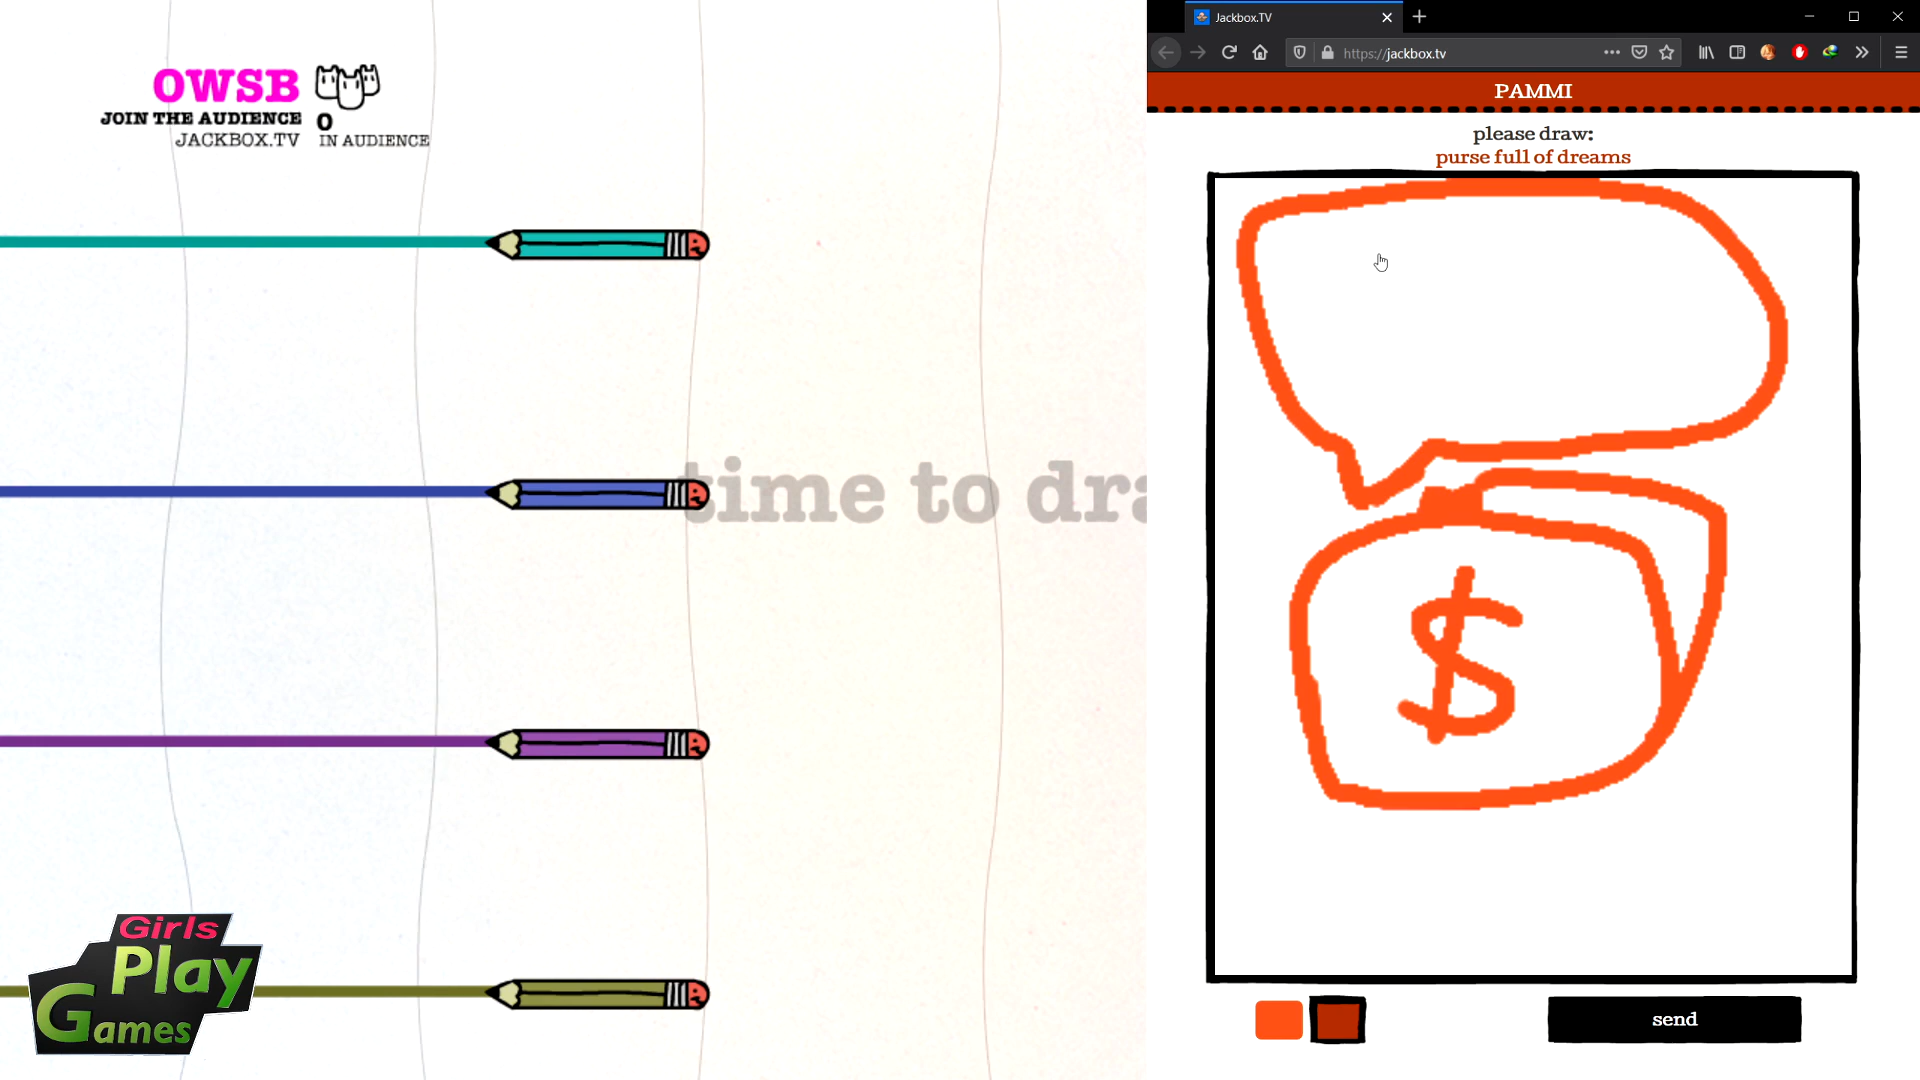 OWSB
JOIN THE AUDIENCE
JACKBOX.TV
0
IN AUDIENCE
time to dra
Girls
Play
Games
Jackbox.TV
https://jackbox.tv
PAMMI
please draw:
purse full of dreams
$
send